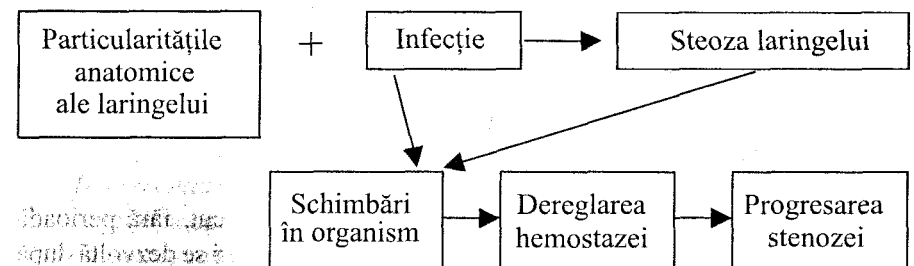 Particularitățile
anatomice
ale laringelui
+
Infecție
Steoza laringelui
Schimbări
în organism
Dereglarea
hemostazei
Progresarea
stenozei